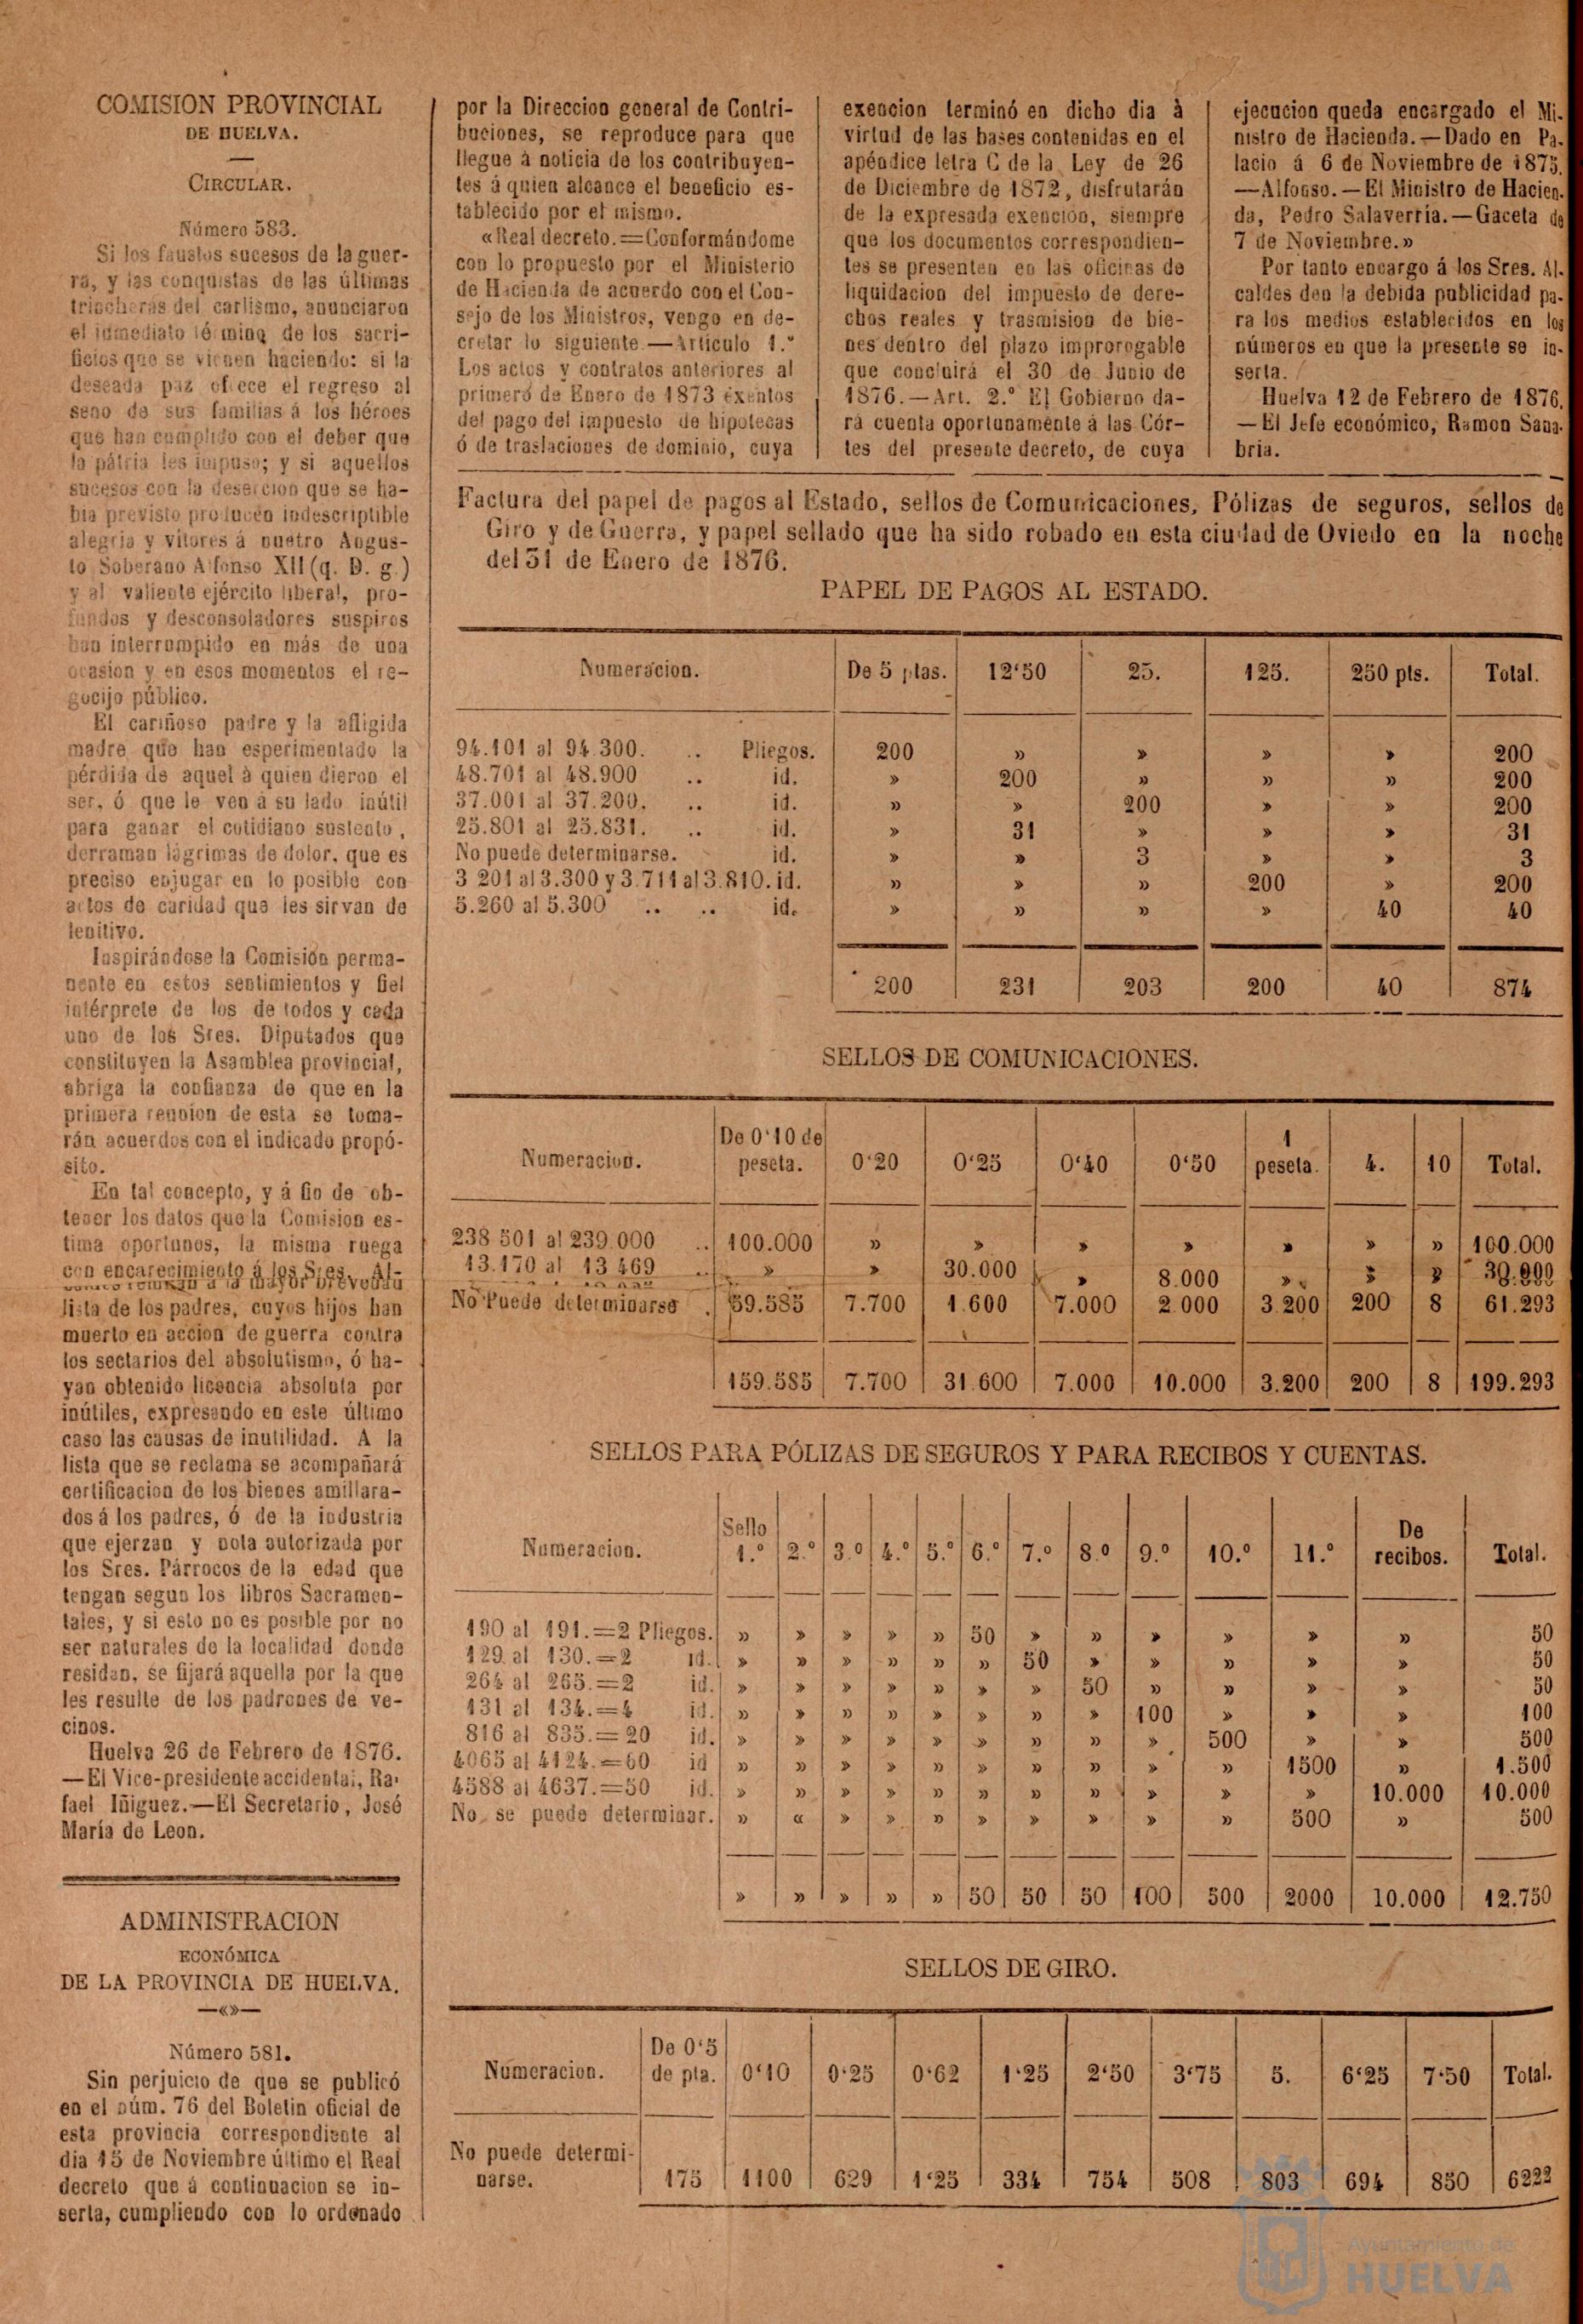 COMISION PROVINCIAL
DE HUELVA.
CIRCULAR.
Número 583.
Si los faustos sucesos de la guer-
ra, y las conquistas de las últimas
trincheras del carlismo, anunciaron
el inmediato término de los sacri-
ficios que se vienen haciendo: si la
deseada paz ofrece el regreso al
seno de sus familias á los héroes
que han cumplido con el deber que
la pátria les impuso; y si aquellos
sucesos con la desercion que se ha-
bia previsto producen indescriptible
alegria y vitores á nuetro Augus-
to Soberano Alfonso XII (q. D. g.)
y al valiente ejército liberal, pro-
fundos y desconsoladores suspiros
han interrumpido en más de una
ocasion y en esos momentos el re-
gocijo público.
El cariñoso padre y la afligida
madre que han esperimentado la
pérdida de aquel á quien dieron el
ser, ó que le ven á su lado inútil
para ganar el cotidiano sustento,
derraman lágrimas de dolor, que es
preciso enjugar en lo posible con
actos de caridad que les sirvan de
lenitivo.
Inspirándose la Comisión perma-
nente en estos sentimientos y fiel
intérprete de los de todos y cada
uno de los Sres. Diputados que
constituyen la Asamblea provincial,
abriga la confianza de que en la
primera reunion de esta se toma-
rán acuerdos con el indicado propó-
sito.
En tal concepto, y á fin de ob-
tener los datos que la Comision es-
tima oportunos, la misma ruega
con encarecimiento á los Sres. Al-
á la mayor brevedad
lista de los padres, cuyos hijos han
muerto en accion de guerra contra
los sectarios del absolutismo, ó ha-
yan obtenido licencia absoluta por
inútiles, expresando en este último
caso las causas de inutilidad. A la
lista que se reclama se acompañará
certificacion de los bienes amillara-
dos á los padres, ó de la industria
que ejerzan y nota autorizada por
los Sres. Párrocos de la edad que
tengan segun los libros Sacramen-
tales, y si esto no es posible por no
ser naturales de la localidad donde
residan, se fijará aquella por la que
les resulte de los padrones de ve-
cinos.
Huelva 26 de Febrero de 1876.
—El Vice-presidente accidental, Ra-
fael Iñiguez.—El Secretario, José
María de Leon.
ADMINISTRACION
ECONÓMICA
DE LA PROVINCIA DE HUELVA.
—«»—
Número 581.
Sin perjuicio de que se publicó
en el núm. 76 del Boletin oficial de
esta provincia correspondiente al
dia 15 de Noviembre último el Real
decreto que á continuacion se in-
serta, cumpliendo con lo ordenado
por la Direccion general de Contri-
buciones, se reproduce para que
llegue á noticia de los contribuyen-
tes á quien alcance el beneficio es-
tablecido por el mismo.
«Real decreto.=Conformándome
con lo propuesto por el Ministerio
de Hacienda de acuerdo con el Con-
sejo de los Ministros, vengo en de-
cretar lo siguiente.—Articulo 1.º
Los actos y contratos anteriores al
primero de Enero de 1873 exentos
del pago del impuesto de hipotecas
ó de traslaciones de dominio, cuya
exencion terminó en dicho dia à
virtud de las bases contenidas en el
apéndice letra C de la Ley de 26
de Diciembre de 1872, disfrutarán
de la expresada exención, siempre
que los documentos correspondien-
tes se presenten en las oficinas de
liquidacion del impuesto de dere-
chos reales y trasmision de bie-
nes dentro del plazo improrogable
que concluirá el 30 de Junio de
1876.—Art. 2.º El Gobierno da-
rá cuenta oportunamente á las Cór-
tes del presente decreto, de cuya
ejecucion queda encargado el Mi-
nistro de Hacienda.—Dado en Pa-
lacio á 6 de Noviembre de 1875.
—Alfonso.—El Ministro de Hacien-
da, Pedro Salaverría.—Gaceta de
7 de Noviembre.»
Por tanto encargo á los Sres. Al-
caldes den la debida publicidad pa-
ra los medios establecidos en los
números en que la presente se in-
serta.
Huelva 12 de Febrero de 1876.
—El Jefe económico, Ramon Sana-
bria.
Factura del papel de pagos al Estado, sellos de Comunicaciones, Pólizas de seguros, sellos de
Giro y de Guerra, y papel sellado que ha sido robado en esta ciudad de Oviedo en la noche
del 31 de Enero de 1876.
PAPEL DE PAGOS AL ESTADO.
Numeracion. De 5 ptas. 12‘50 25. 125. 250 pts. Total.
94.101 al 94.300. .. Pliegos. 200 » » » » 200
48.701 al 48.900 .. id. » 200 » » » 200
37.001 al 37.200. .. id. » » 200 » » 200
25.801 al 25.831. .. id. » 31 » » » 31
No puede determinarse. id. » » 3 » » 3
3 201 al 3.300 y 3.711 al 3.810. id. » » » 200 » 200
5.260 al 5.300 .. .. id. » » » » 40 40
200 231 203 200 40 874
SELLOS DE COMUNICACIONES.
Numeracion. De 0‘10 de peseta. 0‘20 0‘25 0‘40 0‘50 1 peseta. 4. 10 Total.
238 501 al 239.000 .. 100.000 » » » » » » » 100.000
13.170 al 13 469 .. » » 30.000 » 8.000 » » » 30.000
No Puede determinarse . 59.585 7.700 1.600 7.000 2 000 3.200 200 8 61.293
159.585 7.700 31.600 7.000 10.000 3.200 200 8 199.293
SELLOS PARA PÓLIZAS DE SEGUROS Y PARA RECIBOS Y CUENTAS.
Numeracion. Sello 1.º 2.º 3.º 4.º 5.º 6.º 7.º 8.º 9.º 10.º 11.º De recibos. Total.
190 al 191.=2 Pliegos. » » » » » 50 » » » » » » 50
129 al 130.=2 id. » » » » » » 50 » » » » » 50
264 al 265.=2 id. » » » » » » » 50 » » » » 50
131 al 134.=4 id. » » » » » » » » 100 » » » 100
816 al 835.=20 id. » » » » » » » » » 500 » » 500
4065 al 4124.=60 id » » » » » » » » » » 1500 » 1.500
4588 al 4637.=50 id. » » » » » » » » » » » 10.000 10.000
No se puede determinar. » « » » » » » » » » 500 » 500
» » » » » 50 50 50 100 500 2000 10.000 12.750
SELLOS DE GIRO.
Numeracion. De 0‘5 de pta. 0‘10 0‘25 0‘62 1‘25 2‘50 3‘75 5. 6‘25 7‘50 Total.
No puede determi-
narse. 175 1100 629 1‘25 334 754 508 803 694 850 6222
Ayuntamiento de
HUELVA